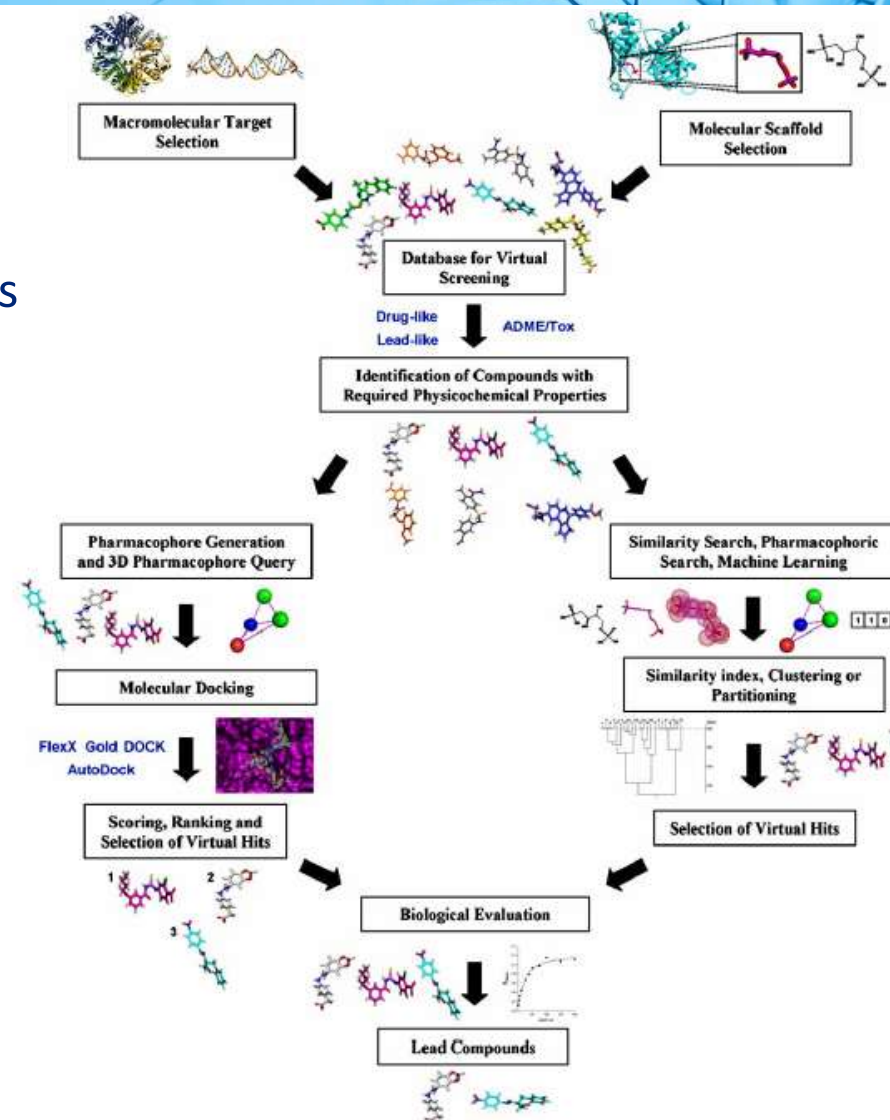 Macromolecular Target
Selection
Molecular Scaffold
Selection
s
Database for Virtual
Screening
Drug-like
Lead-like
ADME/Tox
Identification of Compounds with
Required Physicochemical Properties
Pharmacophore Generation
and 3D Pharmacophore Query
Similarity Search, Pharmacophoric
Search, Machine Learning
1 1 0
Molecular Docking
Similarity index, Clustering or
Partitioning
FlexX Gold DOCK
AutoDock
Scoring, Ranking and
Selection of Virtual Hits
Selection of Virtual Hits
1
2
3
Biological Evaluation
Lead Compounds